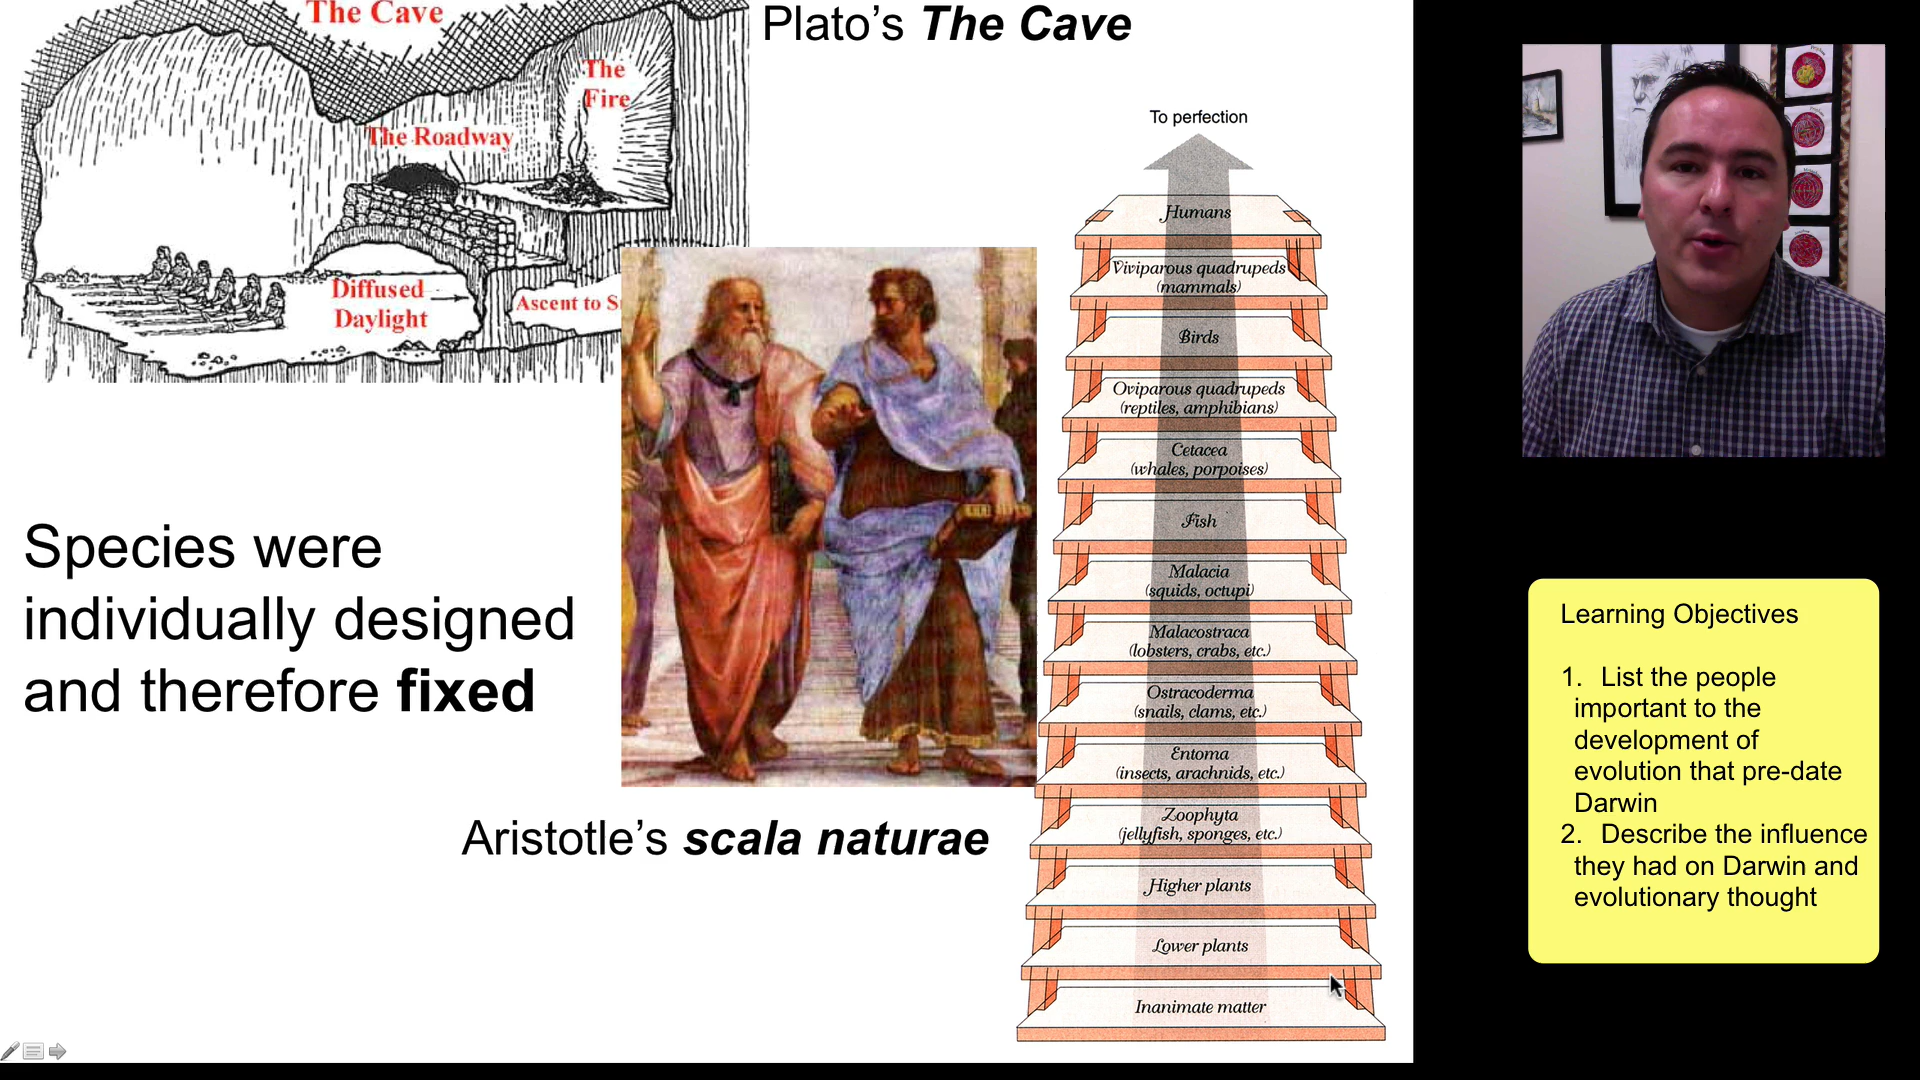 The Cave
Plato’s The Cave
The
Fire
The Roadway
Diffused
Daylight
Ascent to S
To perfection
Humans
Viviparous quadrupeds
(mammals)
Birds
Oviparous quadrupeds
(reptiles, amphibians)
Cetacea
(whales, porpoises)
Fish
Malacia
(squids, octupi)
Malacostraca
(lobsters, crabs, etc.)
Ostracoderma
(snails, clams, etc.)
Entoma
(insects, arachnids, etc.)
Zoophyta
(jellyfish, sponges, etc.)
Higher plants
Lower plants
Inanimate matter
Species were
individually designed
and therefore fixed
Aristotle’s scala naturae
Learning Objectives
1. List the people
important to the
development of
evolution that pre-date
Darwin
2. Describe the influence
they had on Darwin and
evolutionary thought